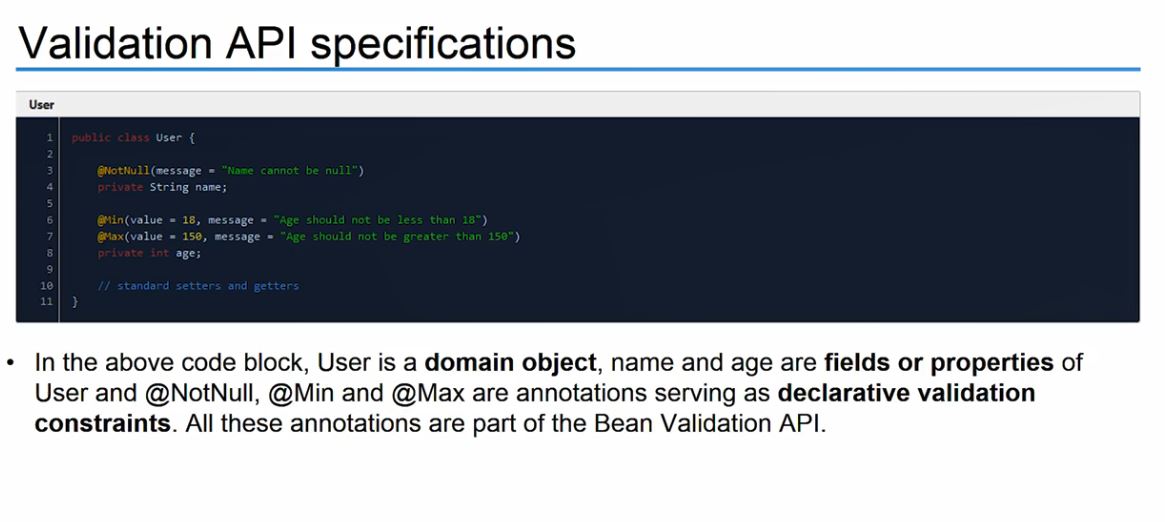 Validation API specifications
User
1 public class User {
2
3 @NotNull(message = "Name cannot be null")
4 private String name;
5
6 @Min(value = 18, message = "Age should not be less than 18")
7 @Max(value = 150, message = "Age should not be greater than 150")
8 private int age;
9
10 // standard setters and getters
11 }
• In the above code block, User is a domain object, name and age are fields or properties of
User and @NotNull, @Min and @Max are annotations serving as declarative validation
constraints. All these annotations are part of the Bean Validation API.